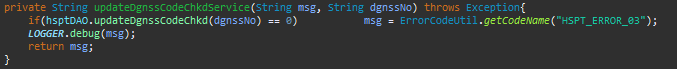 private String updateDgnssCodeChkdService(String msg, String dgnssNo) throws Exception{
if(hsptDAO.updateDgnssCodeChkd(dgnssNo) == 0) msg = ErrorCodeUtil.getCodeName("HSPT_ERROR_03");
LOGGER.debug(msg);
return msg;
}